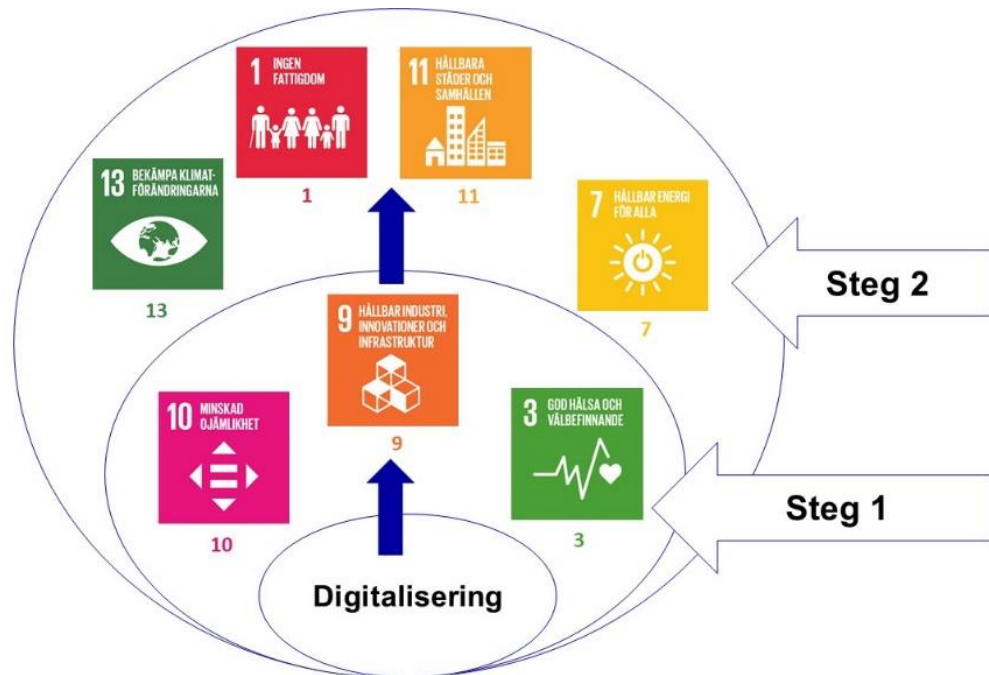 1 INGEN
FATTIGDOM
1
11 HÅLLBARA
STÄDER OCH
SAMHÄLLEN
11
13 BEKÄMPA KLIMAT-
FÖRÄNDRINGARNA
13
7 HÅLLBAR ENERGI
FÖR ALLA
7
Steg 2
9 HÅLLBAR INDUSTRI,
INNOVATIONER OCH
INFRASTRUKTUR
9
10 MINSKAD
OJÄMLIKHET
10
3 GOD HÄLSA OCH
VÄLBEFINNANDE
3
Steg 1
Digitalisering